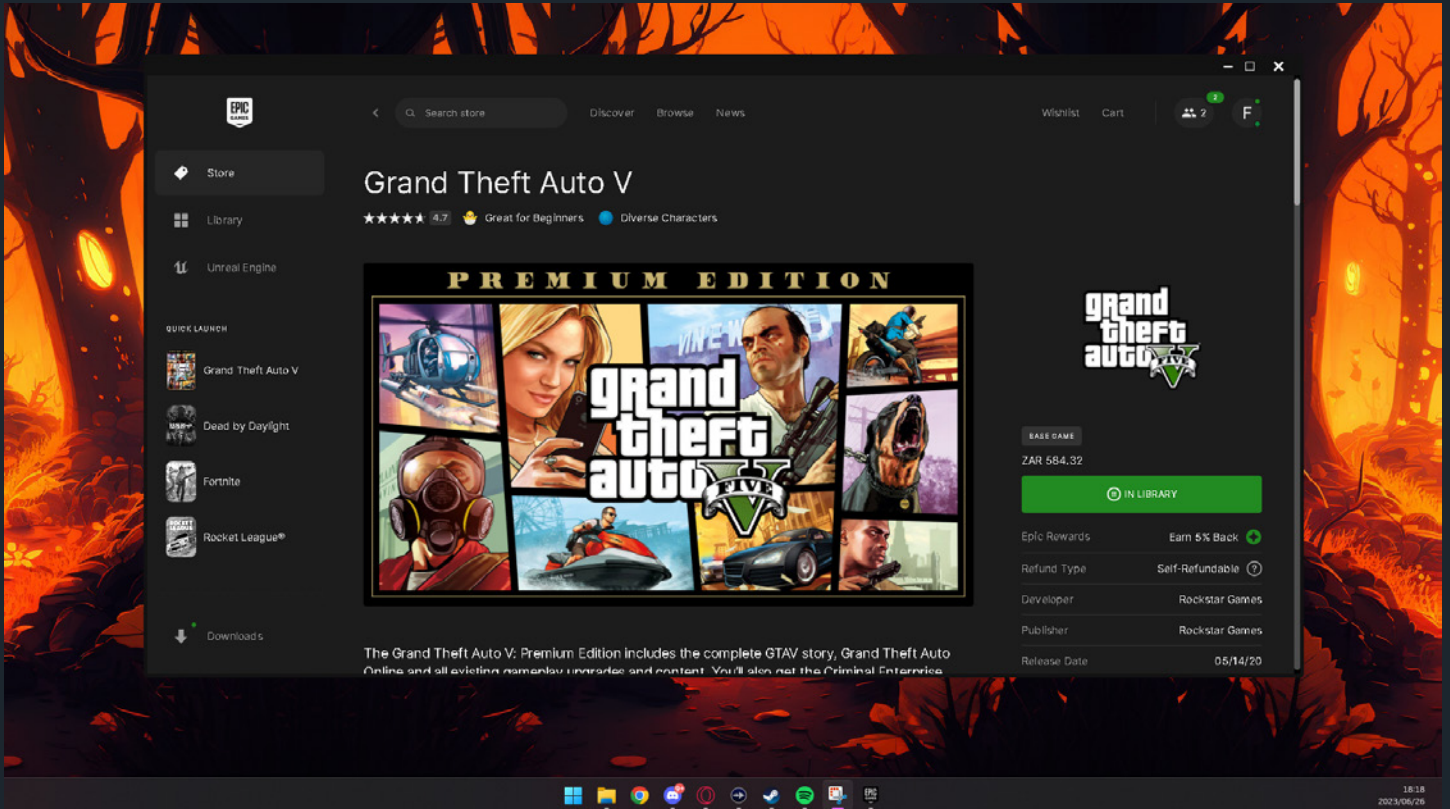 EPIC
GAMES
Search store
Discover
Browse
News
Wishlist
Cart
2
2
F
Store
Library
Unreal Engine
QUICK LAUNCH
Grand Theft Auto V
Dead by Daylight
Fortnite
Rocket League®
Downloads
Grand Theft Auto V
4.7
Great for Beginners
Diverse Characters
PREMIUM EDITION
VINEW
grand
theft
auto
V
FIVE
The Grand Theft Auto V: Premium Edition includes the complete GTAV story, Grand Theft Auto
Online and all existing gameplay upgrades and content. You'll also get the Criminal Enterprise
grand
theft
auto
V
FIVE
BASE GAME
ZAR 584.32
IN LIBRARY
Epic Rewards
Earn 5% Back
Refund Type
Self-Refundable
Developer
Rockstar Games
Publisher
Rockstar Games
Release Date
05/14/20
EPIC
GAMES
18:18
2023/06/26